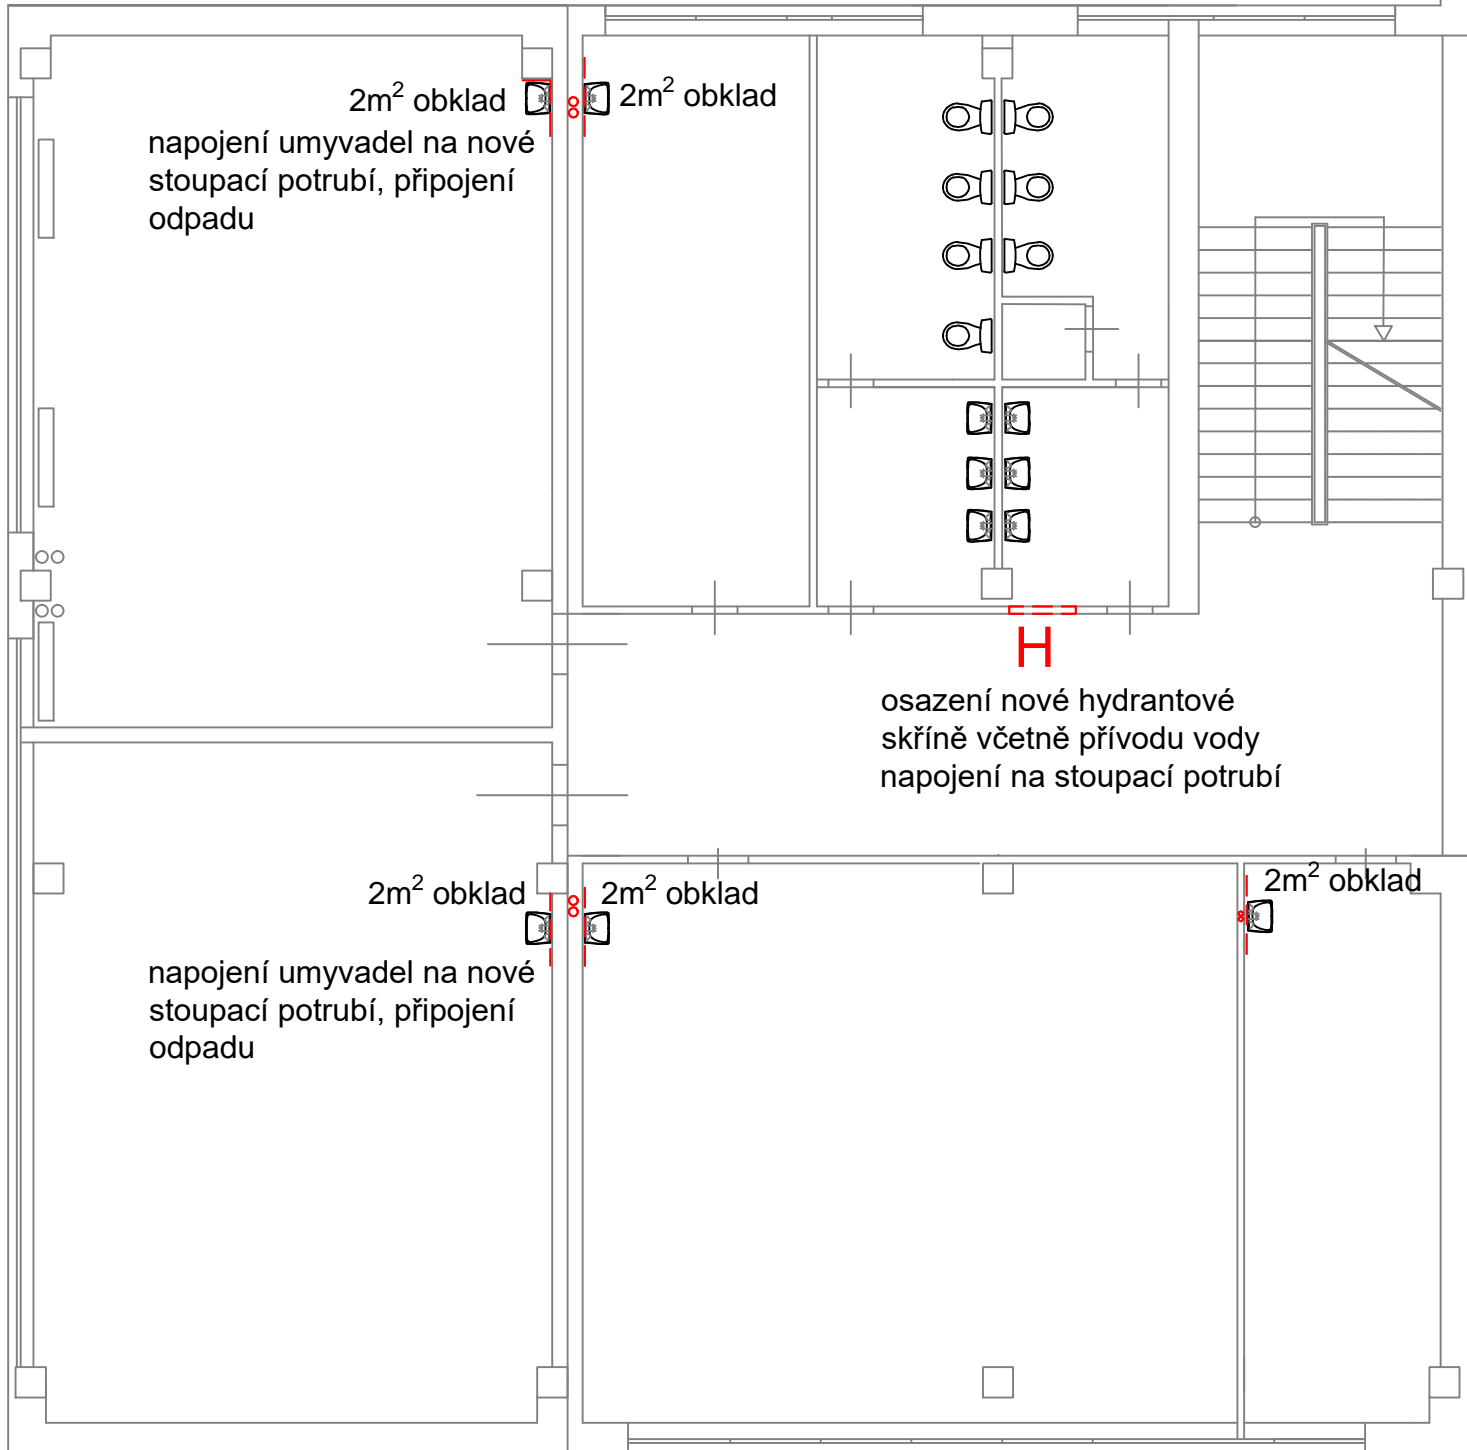 2m² obklad
2m² obklad
napojení umyvadel na nové
stoupací potrubí, připojení
odpadu
H
osazení nové hydrantové
skříně včetně přívodu vody
napojení na stoupací potrubí
2m² obklad
2m² obklad
2m² obklad
napojení umyvadel na nové
stoupací potrubí, připojení
odpadu